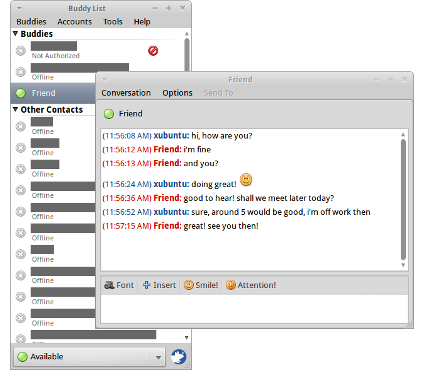 Buddy List
Buddies Accounts Tools Help
Buddies
Not Authorized
Offline
Friend
Other Contacts
Offline
Offline
Offline
Offline
Offline
Offline
Offline
Offline
Offline
Offline
Available
Friend
Conversation Options Send To
Friend
(11:56:08 AM) xubuntu: hi, how are you?
(11:56:12 AM) Friend: i'm fine
(11:56:13 AM) Friend: and you?
(11:56:24 AM) xubuntu: doing great!
(11:56:36 AM) Friend: good to hear! shall we meet later today?
(11:56:52 AM) xubuntu: sure, around 5 would be good, i'm off work then
(11:57:15 AM) Friend: great! see you then!
Font Insert Smile! Attention!